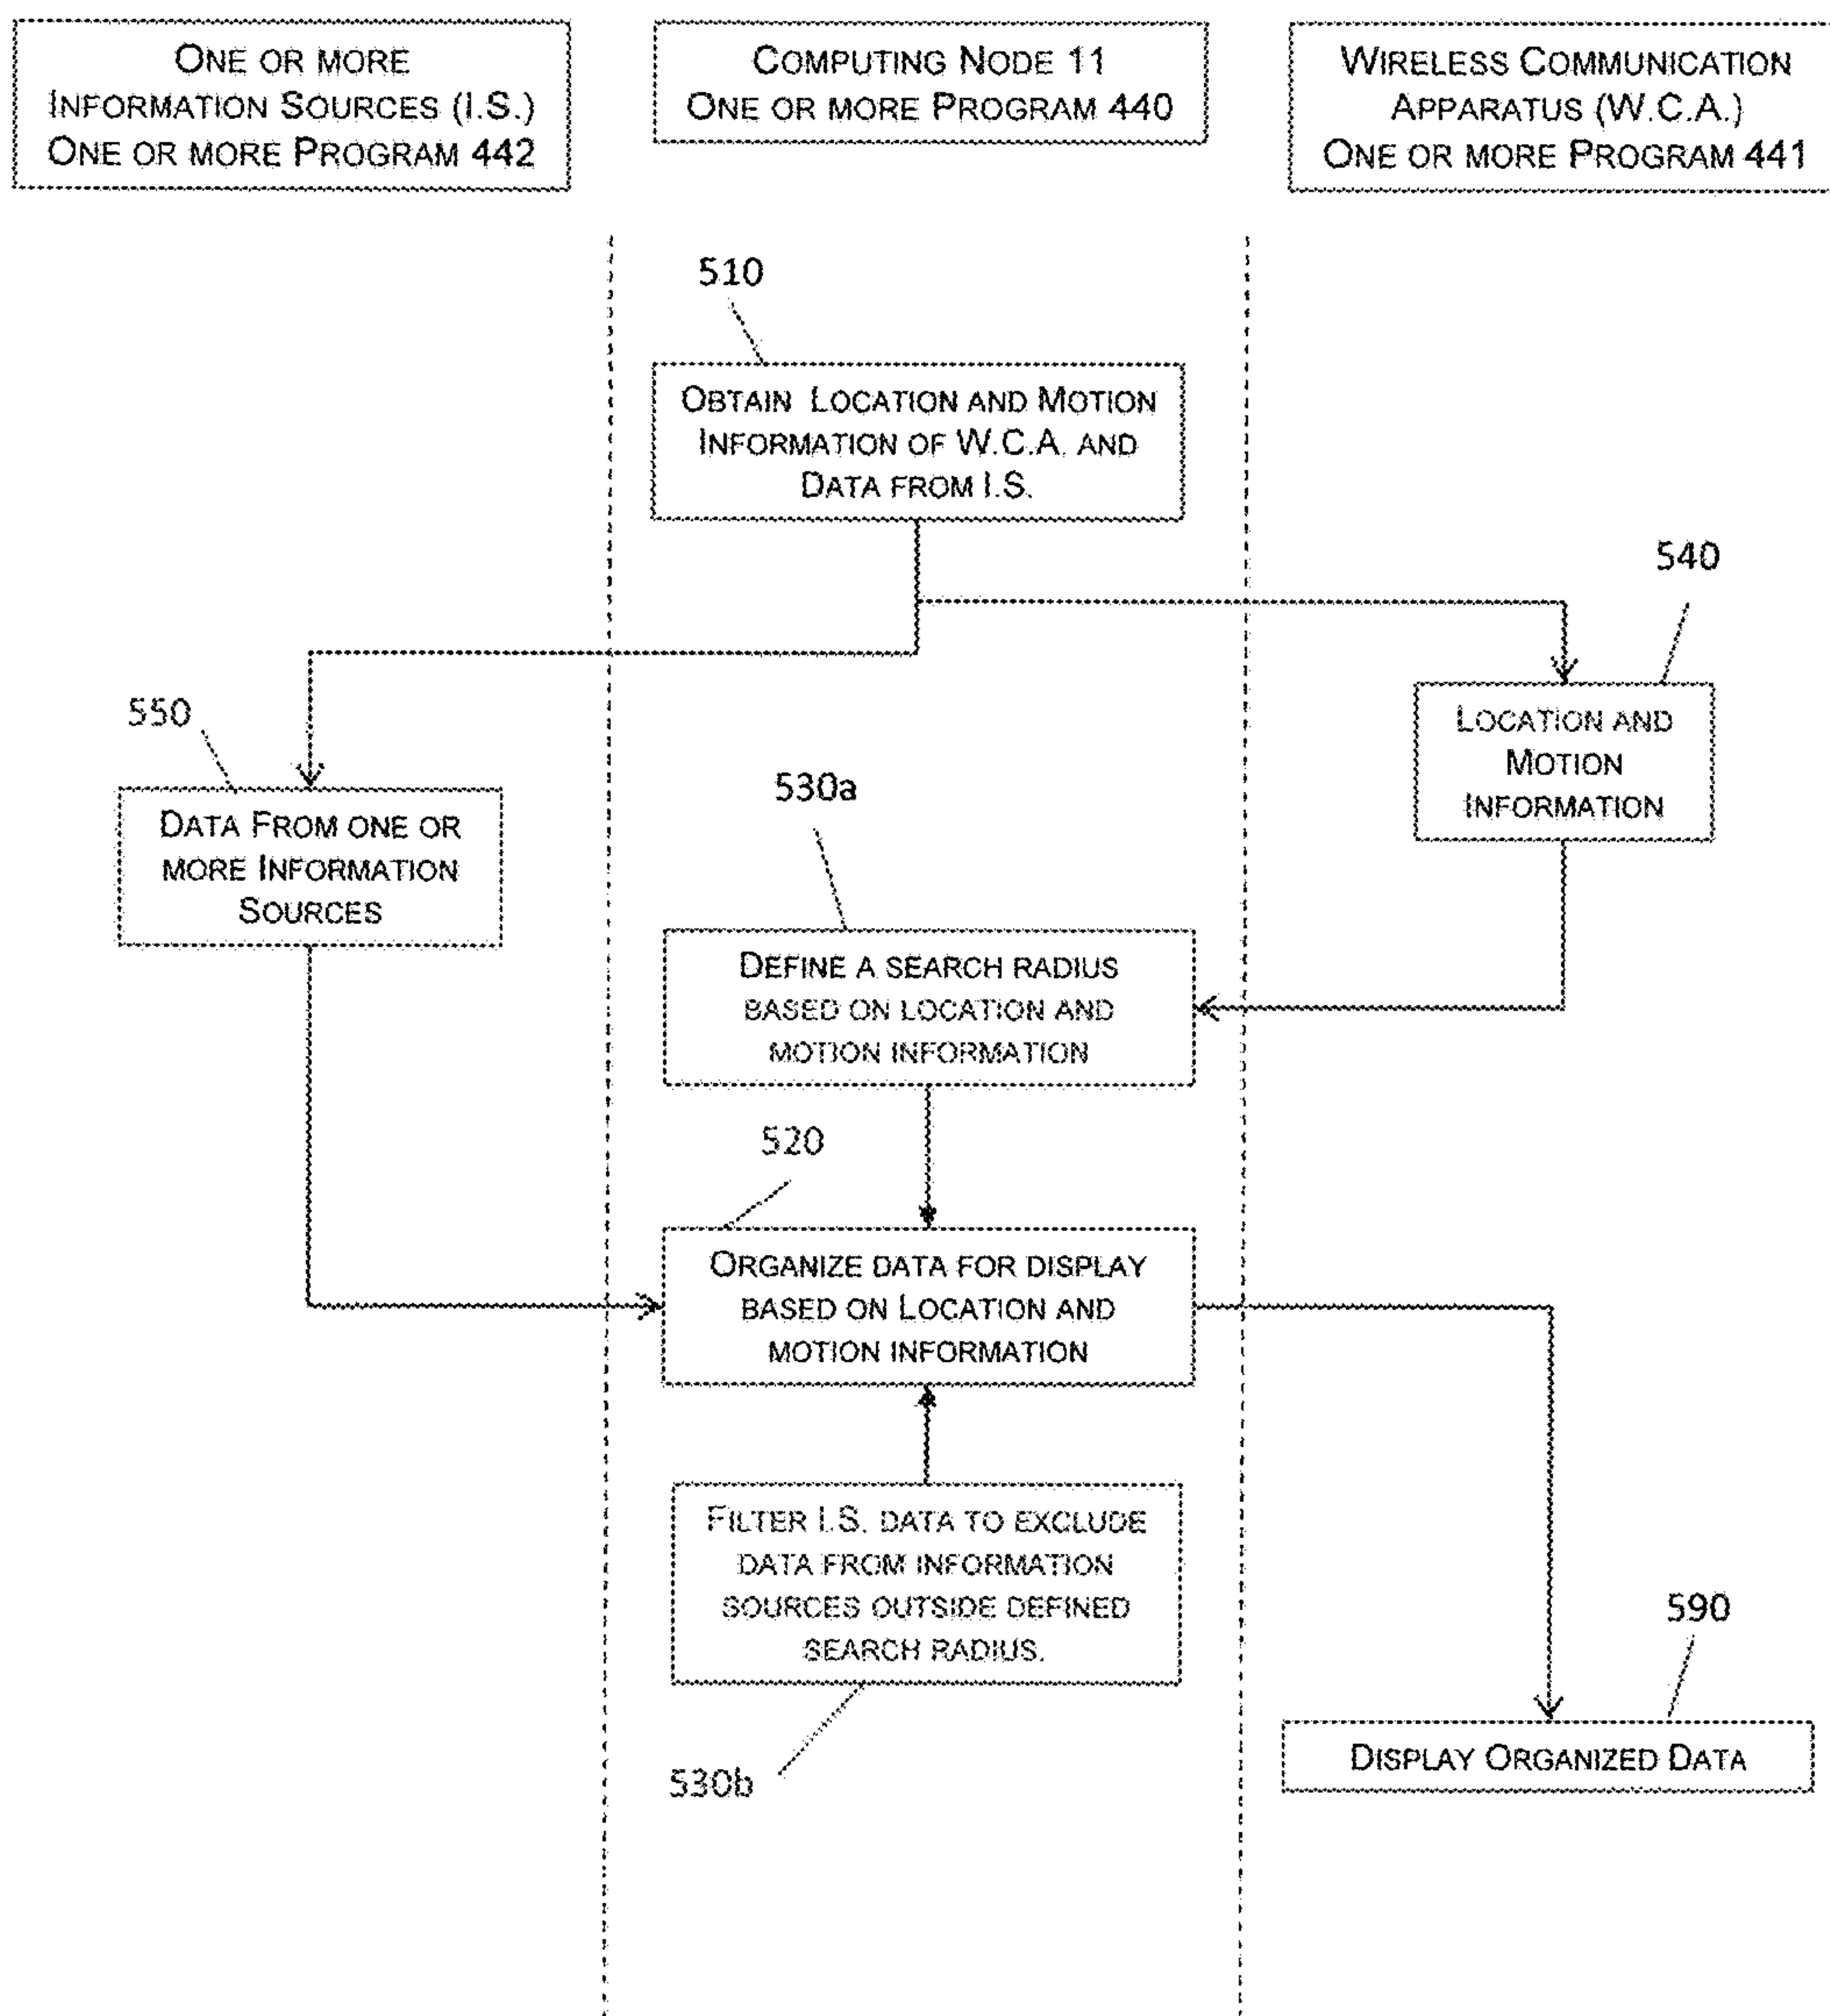 ONE OR MORE
INFORMATION SOURCES (I.S.)
ONE OR MORE PROGRAM 442
COMPUTING NODE 11
ONE OR MORE PROGRAM 440
WIRELESS COMMUNICATION
APPARATUS (W.C.A.)
ONE OR MORE PROGRAM 441
510
OBTAIN LOCATION AND MOTION
INFORMATION OF W.C.A. AND
DATA FROM I.S.
540
LOCATION AND
MOTION
INFORMATION
550
DATA FROM ONE OR
MORE INFORMATION
SOURCES
530a
DEFINE A SEARCH RADIUS
BASED ON LOCATION AND
MOTION INFORMATION
520
ORGANIZE DATA FOR DISPLAY
BASED ON LOCATION AND
MOTION INFORMATION
FILTER I.S. DATA TO EXCLUDE
DATA FROM INFORMATION
SOURCES OUTSIDE DEFINED
SEARCH RADIUS.
530b
590
DISPLAY ORGANIZED DATA